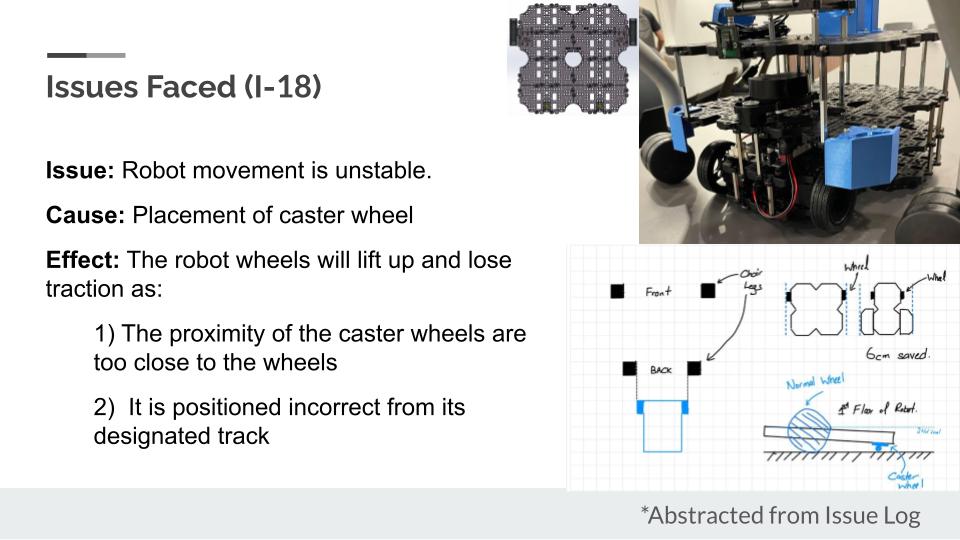 Issues Faced (I-18)
Issue: Robot movement is unstable.
Cause: Placement of caster wheel
Effect: The robot wheels will lift up and lose
traction as:
1) The proximity of the caster wheels are
too close to the wheels
2) It is positioned incorrect from its
designated track
Front
Chair
Legs
BACK
Wheel
Wheel
6cm saved.
Normal Wheel
1st Floor of Robot.
Caster
Wheel
*Abstracted from Issue Log